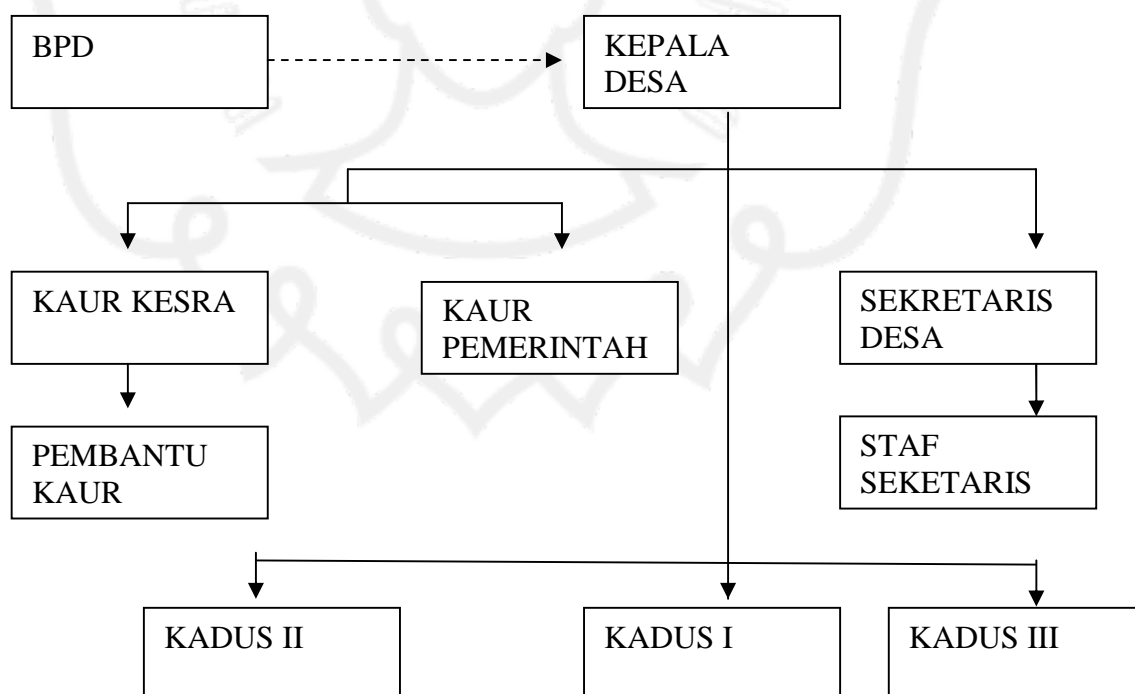 BPD
KEPALA
DESA
KAUR KESRA
KAUR
PEMERINTAH
SEKRETARIS
DESA
PEMBANTU
KAUR
STAF
SEKETARIS
KADUS II
KADUS I
KADUS III